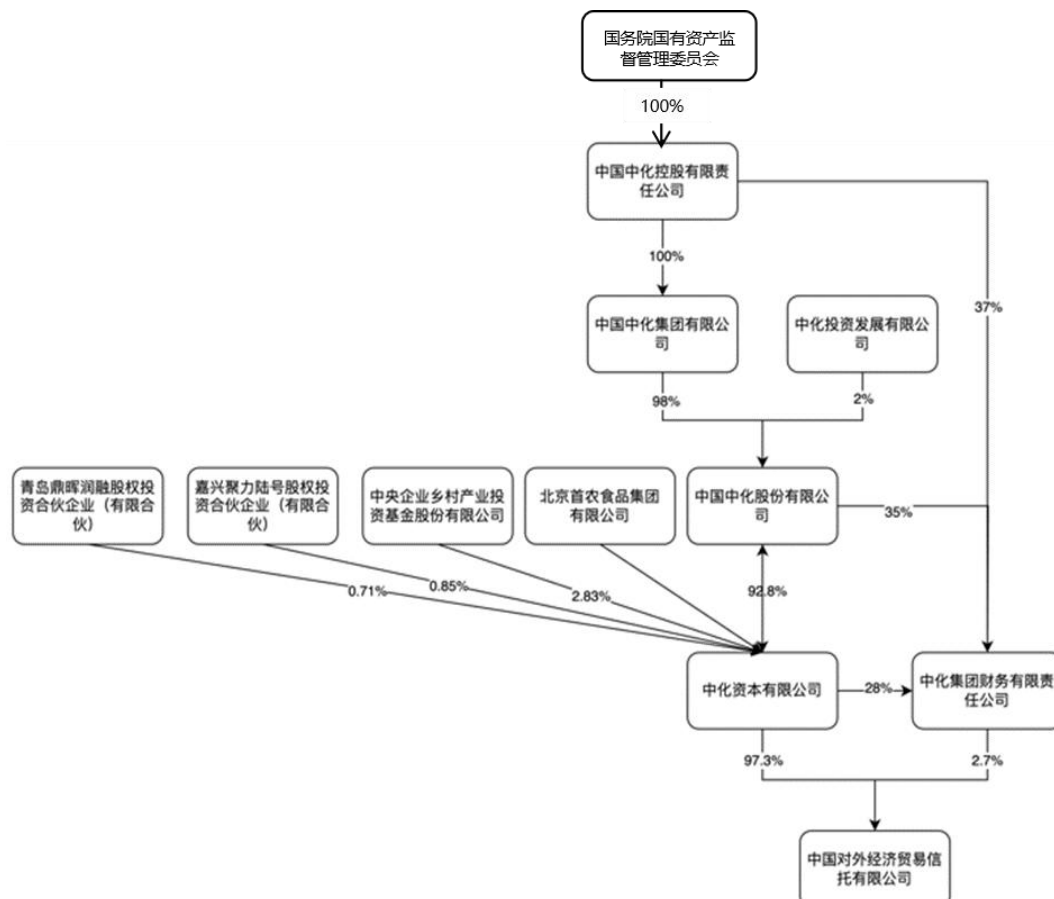 国务院国有资产监
督管理委员会
100%
中国中化控股有限责
任公司
100%
37%
中国中化集团有限公
司
中化投资发展有限公
司
98%
2%
青岛鼎晖润融股权投
资合伙企业（有限合
伙）
嘉兴聚力陆号股权投
资合伙企业（有限合
伙）
中央企业乡村产业投
资基金股份有限公司
北京首农食品集团
有限公司
中国中化股份有限公
司
35%
0.71%
0.85%
2.83%
92.8%
中化资本有限公司
28%
中化集团财务有限责
任公司
97.3%
2.7%
中国对外经济贸易信
托有限公司